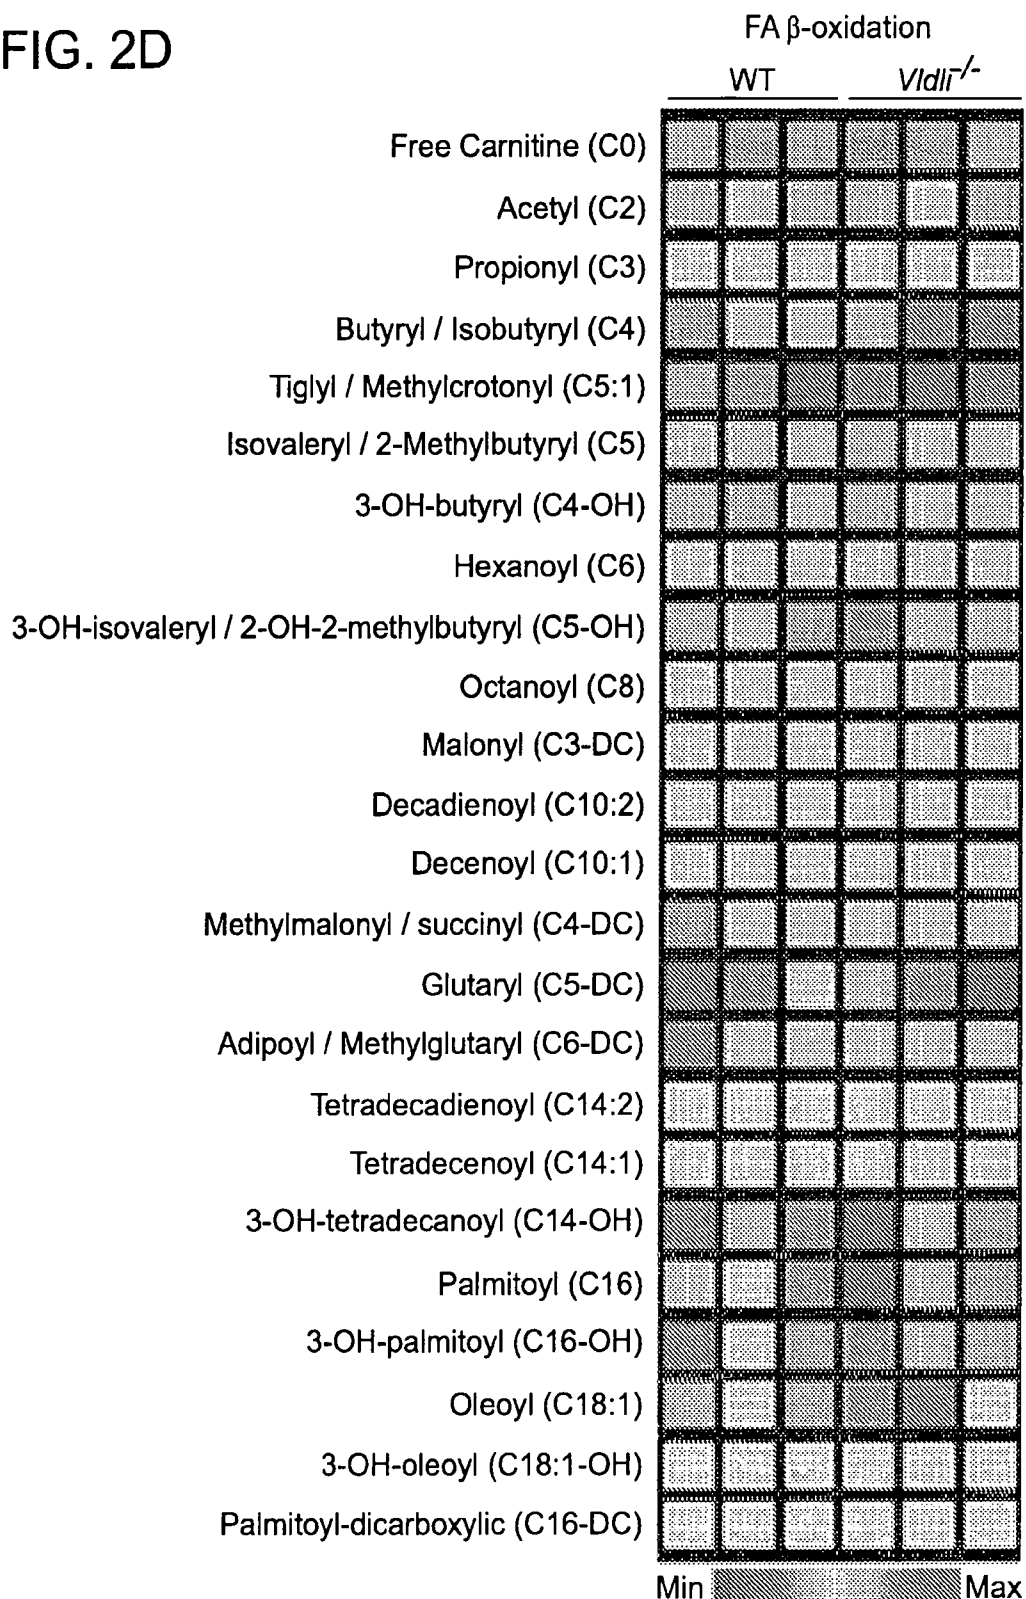 FIG. 2D
FA β-oxidation
WT
Vldli-/-
Free Carnitine (C0)
Acetyl (C2)
Propionyl (C3)
Butyryl / Isobutyryl (C4)
Tiglyl / Methylcrotonyl (C5:1)
Isovaleryl / 2-Methylbutyryl (C5)
3-OH-butyryl (C4-OH)
Hexanoyl (C6)
3-OH-isovaleryl / 2-OH-2-methylbutyryl (C5-OH)
Octanoyl (C8)
Malonyl (C3-DC)
Decadienoyl (C10:2)
Decenoyl (C10:1)
Methylmalonyl / succinyl (C4-DC)
Glutaryl (C5-DC)
Adipoyl / Methylglutaryl (C6-DC)
Tetradecadienoyl (C14:2)
Tetradecenoyl (C14:1)
3-OH-tetradecanoyl (C14-OH)
Palmitoyl (C16)
3-OH-palmitoyl (C16-OH)
Oleoyl (C18:1)
3-OH-oleoyl (C18:1-OH)
Palmitoyl-dicarboxylic (C16-DC)
Min
Max